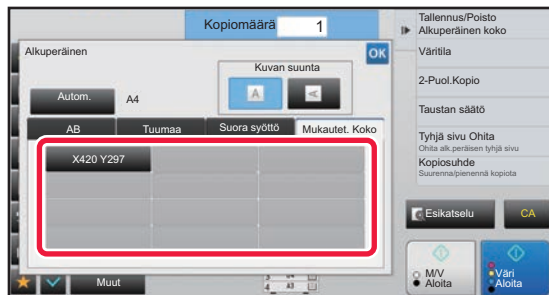 Kopiomäärä 1
Tallennus/Poisto
Alkuperäinen koko
Alkuperäinen
OK
Väritila
Kuvan suunta
2-Puol.Kopio
Autom. A4
A A
Taustan säätö
AB Tuumaa Suora syöttö Mukautet. Koko
Tyhjä sivu Ohita
Ohita alk.peräisen tyhjä sivu
X420 Y297
Kopiosuhde
Suurenna/pienennä kopiota
Esikatselu CA
Muut
4 A3
M/V
Aloita
Väri
Aloita